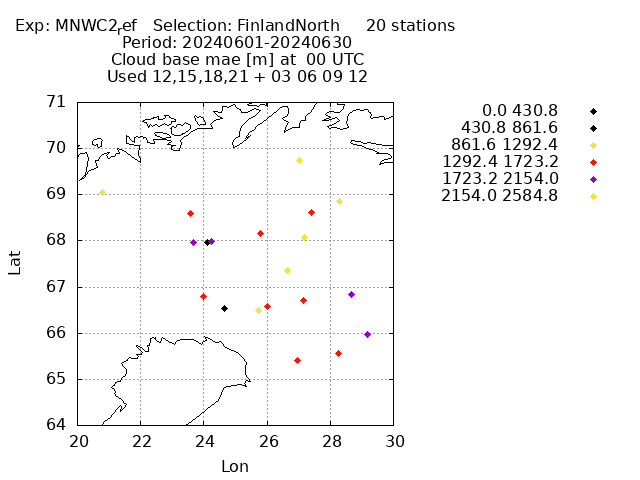 Exp: MNWC2ref Selection: FinlandNorth 20 stations
Period: 20240601-20240630
Cloud base mae [m] at 00 UTC
Used 12,15,18,21 + 03 06 09 12
0.0 430.8
430.8 861.6
861.6 1292.4
1292.4 1723.2
1723.2 2154.0
2154.0 2584.8
71
70
69
68
67
66
65
64
Lat
20 22 24 26 28 30
Lon